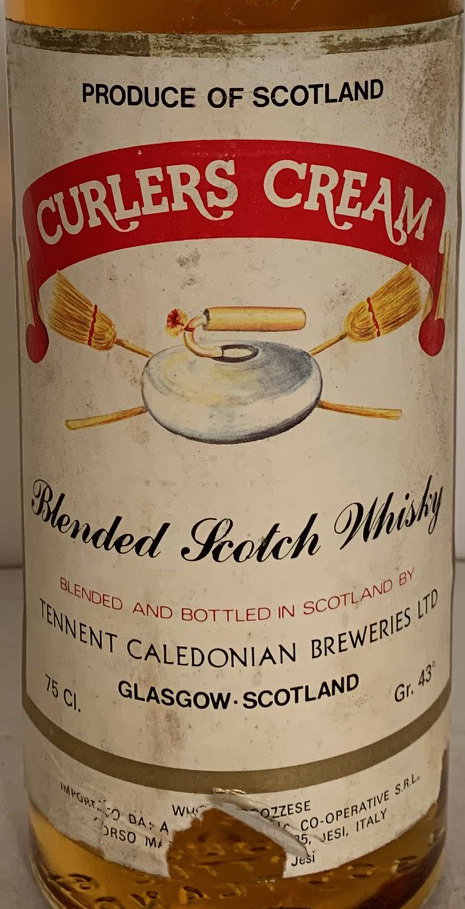 PRODUCE OF SCOTLAND
CURLERS CREAM
Blended Scotch Whisky
BLENDED AND BOTTLED IN SCOTLAND BY
TENNENT CALEDONIAN BREWERIES LTD
75 Cl. GLASGOW·SCOTLAND Gr. 43°
CO-OPERATIVE S.R.L.
JESI, ITALY
Jesi